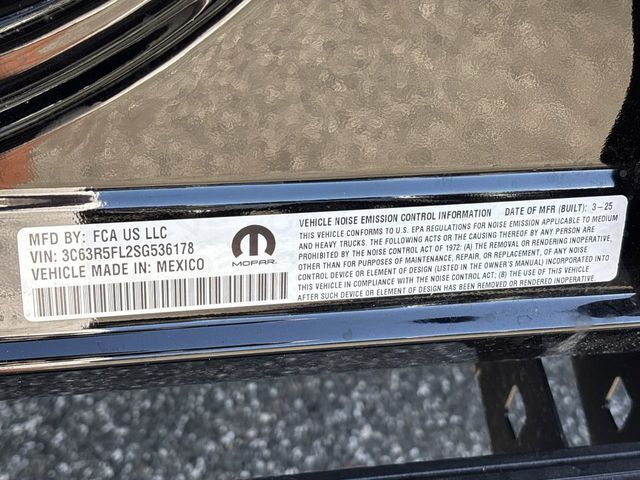 MFD BY: FCA US LLC
VIN: 3C63R5FL2SG536178
VEHICLE MADE IN: MEXICO
MOPAR
VEHICLE NOISE EMISSION CONTROL INFORMATION DATE OF MFR (BUILT): 3-25
THIS VEHICLE CONFORMS TO U.S. EPA REGULATIONS FOR NOISE EMISSION APPLICABLE TO MEDIUM
AND HEAVY TRUCKS. THE FOLLOWING ACTS OR THE CAUSING THEREOF BY ANY PERSON ARE
PROHIBITED BY THE NOISE CONTROL ACT OF 1972: (A) THE REMOVAL OR RENDERING INOPERATIVE,
OTHER THAN FOR PURPOSES OF MAINTENANCE, REPAIR, OR REPLACEMENT, OF ANY NOISE
CONTROL DEVICE OR ELEMENT OF DESIGN (LISTED IN THE OWNER'S MANUAL) INCORPORATED INTO
THIS VEHICLE IN COMPLIANCE WITH THE NOISE CONTROL ACT; (B) THE USE OF THIS VEHICLE
AFTER SUCH DEVICE OR ELEMENT OF DESIGN HAS BEEN REMOVED OR RENDERED INOPERATIVE.